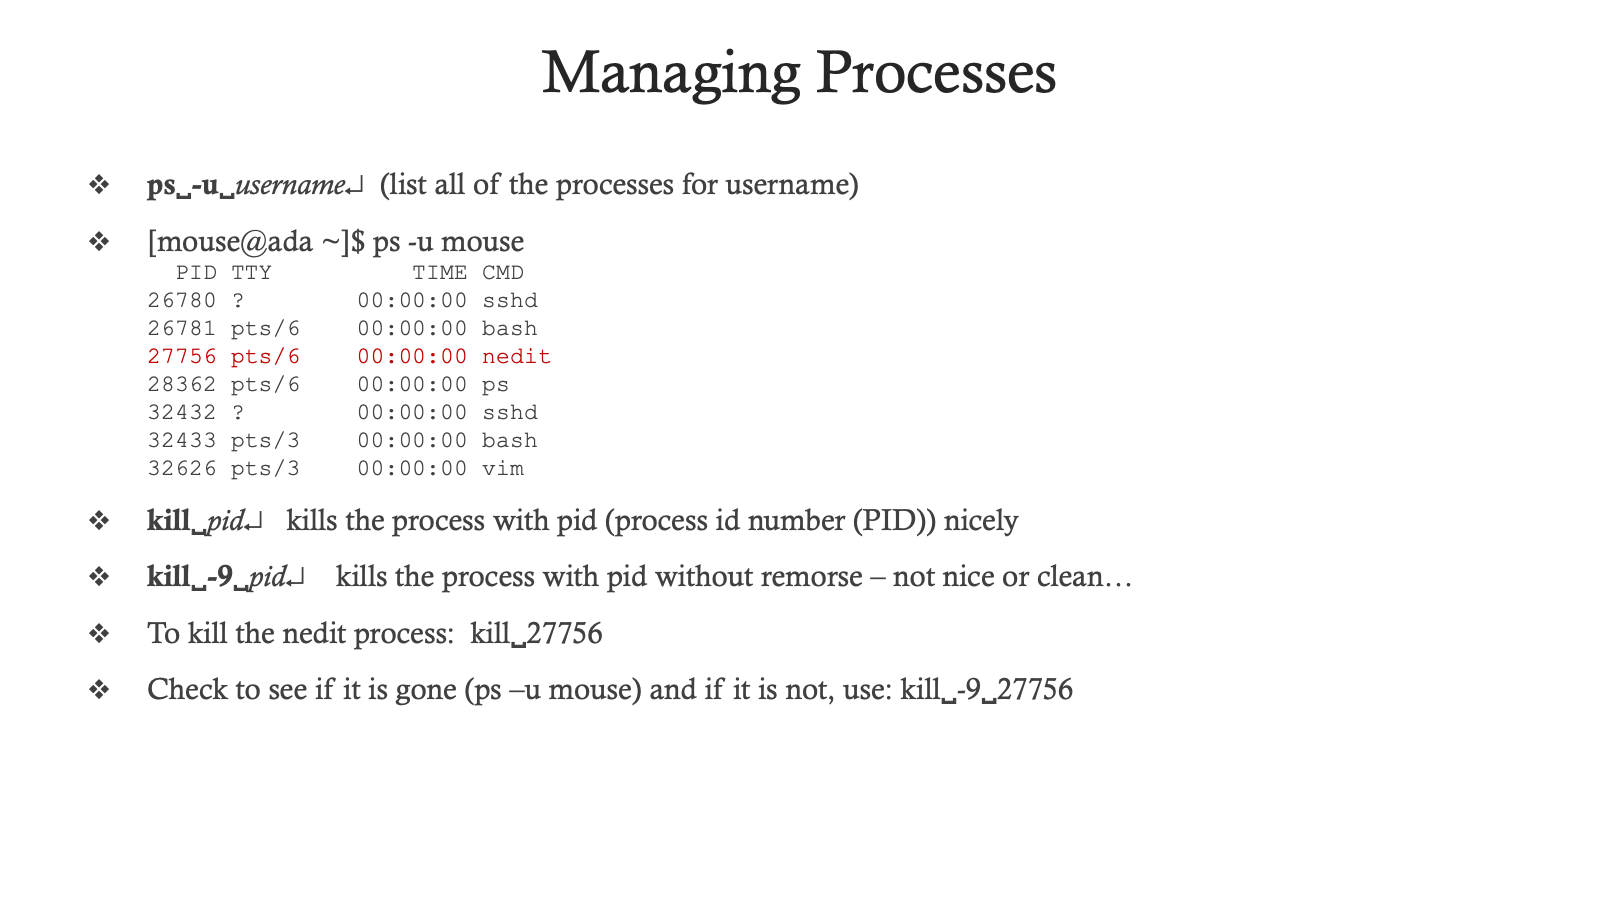 Managing Processes
❖ ps␣-u␣username↵ (list all of the processes for username)
❖ [mouse@ada ~]$ ps -u mouse
  PID TTY          TIME CMD
26780 ?        00:00:00 sshd
26781 pts/6    00:00:00 bash
27756 pts/6    00:00:00 nedit
28362 pts/6    00:00:00 ps
32432 ?        00:00:00 sshd
32433 pts/3    00:00:00 bash
32626 pts/3    00:00:00 vim
❖ kill␣pid↵ kills the process with pid (process id number (PID)) nicely
❖ kill␣-9␣pid↵ kills the process with pid without remorse – not nice or clean…
❖ To kill the nedit process: kill␣27756
❖ Check to see if it is gone (ps –u mouse) and if it is not, use: kill␣-9␣27756